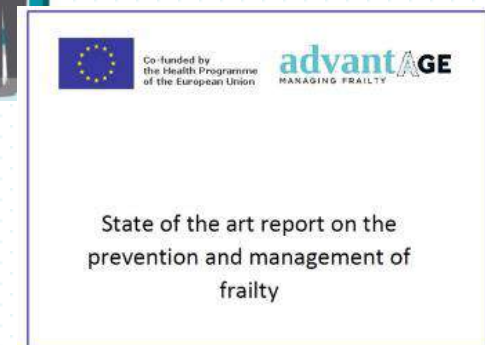 Co-funded by
the Health Programme
of the European Union
advantAGE
MANAGING FRAILTY
State of the art report on the
prevention and management of
frailty